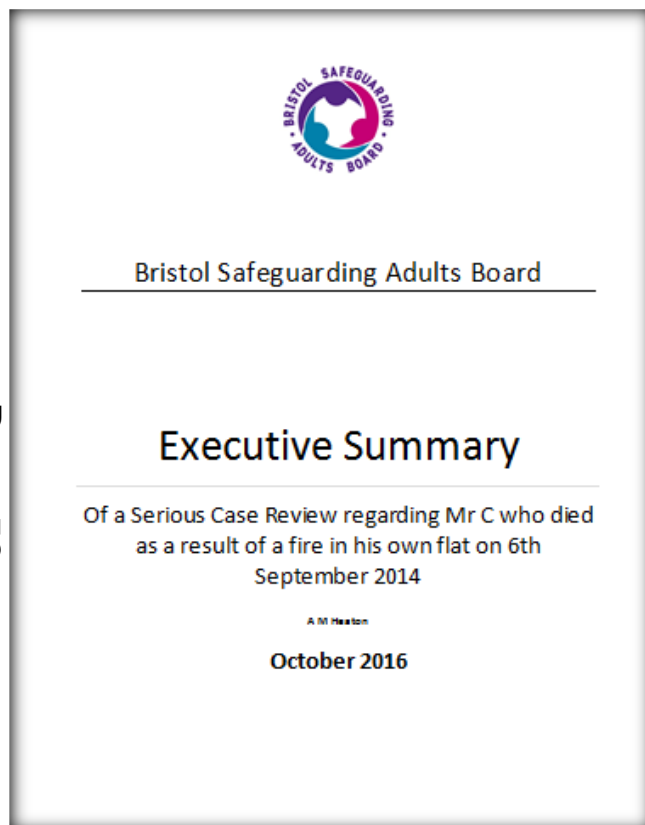 BRISTOL SAFEGUARDING
ADULTS BOARD
Bristol Safeguarding Adults Board
Executive Summary
Of a Serious Case Review regarding Mr C who died
as a result of a fire in his own flat on 6th
September 2014
A M Heaton
October 2016